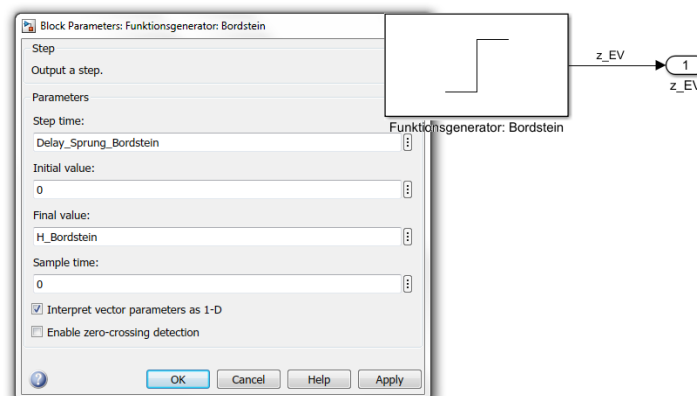 Block Parameters: Funktionsgenerator: Bordstein
Step
Output a step.
Parameters
Step time:
Delay_Sprung_Bordstein
Initial value:
0
Final value:
H_Bordstein
Sample time:
0
Interpret vector parameters as 1-D
Enable zero-crossing detection
OK Cancel Help Apply
Funktionsgenerator: Bordstein
z_EV
1
z_EV